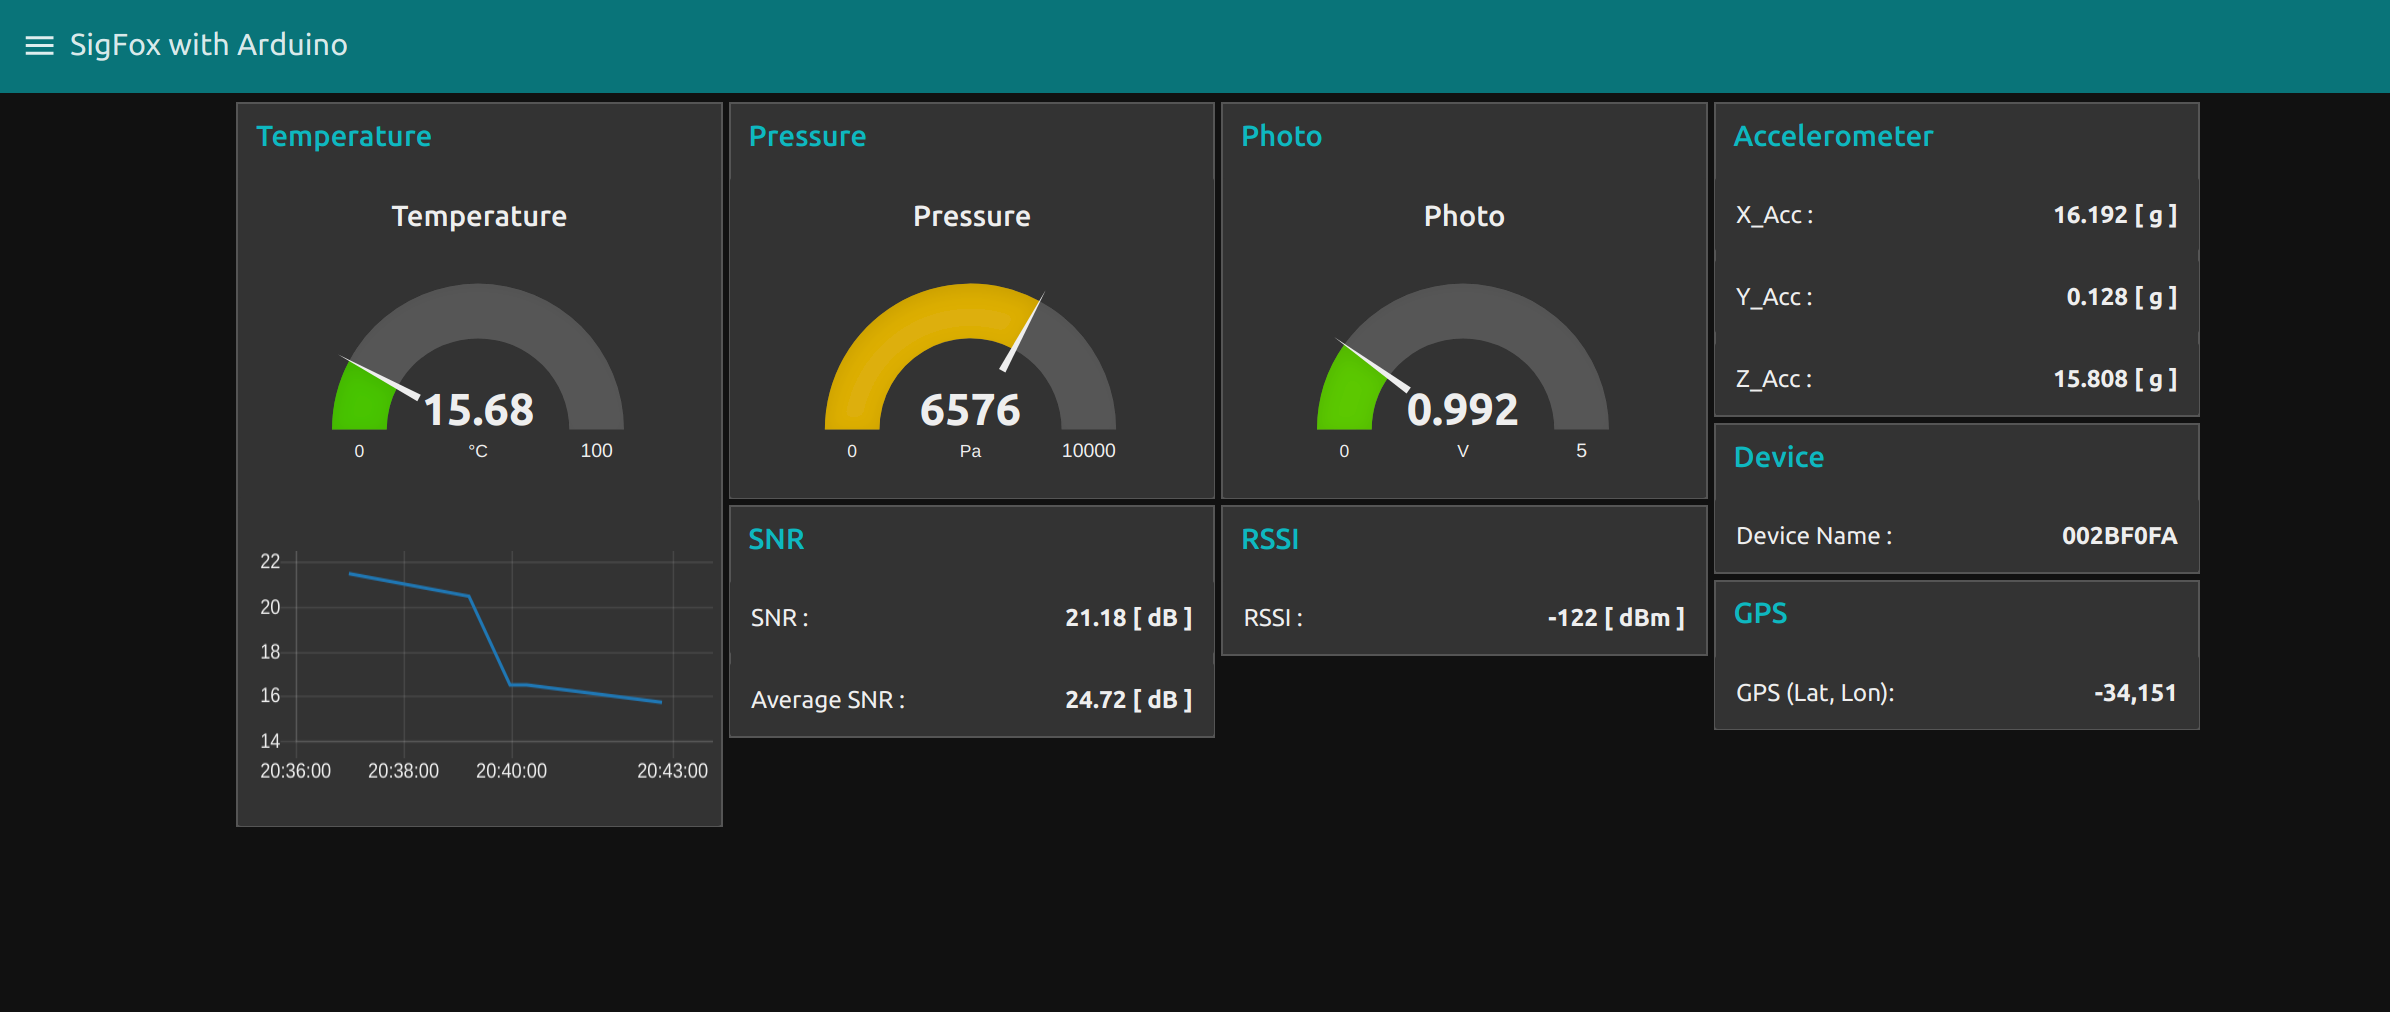 SigFox with Arduino
Temperature
Temperature
15.68
0 °C 100
22
20
18
16
14
20:36:00 20:38:00 20:40:00 20:43:00
Pressure
Pressure
6576
0 Pa 10000
SNR
SNR : 21.18 [ dB ]
Average SNR : 24.72 [ dB ]
Photo
Photo
0.992
0 V 5
RSSI
RSSI : -122 [ dBm ]
Accelerometer
X_Acc : 16.192 [ g ]
Y_Acc : 0.128 [ g ]
Z_Acc : 15.808 [ g ]
Device
Device Name : 002BF0FA
GPS
GPS (Lat, Lon): -34,151